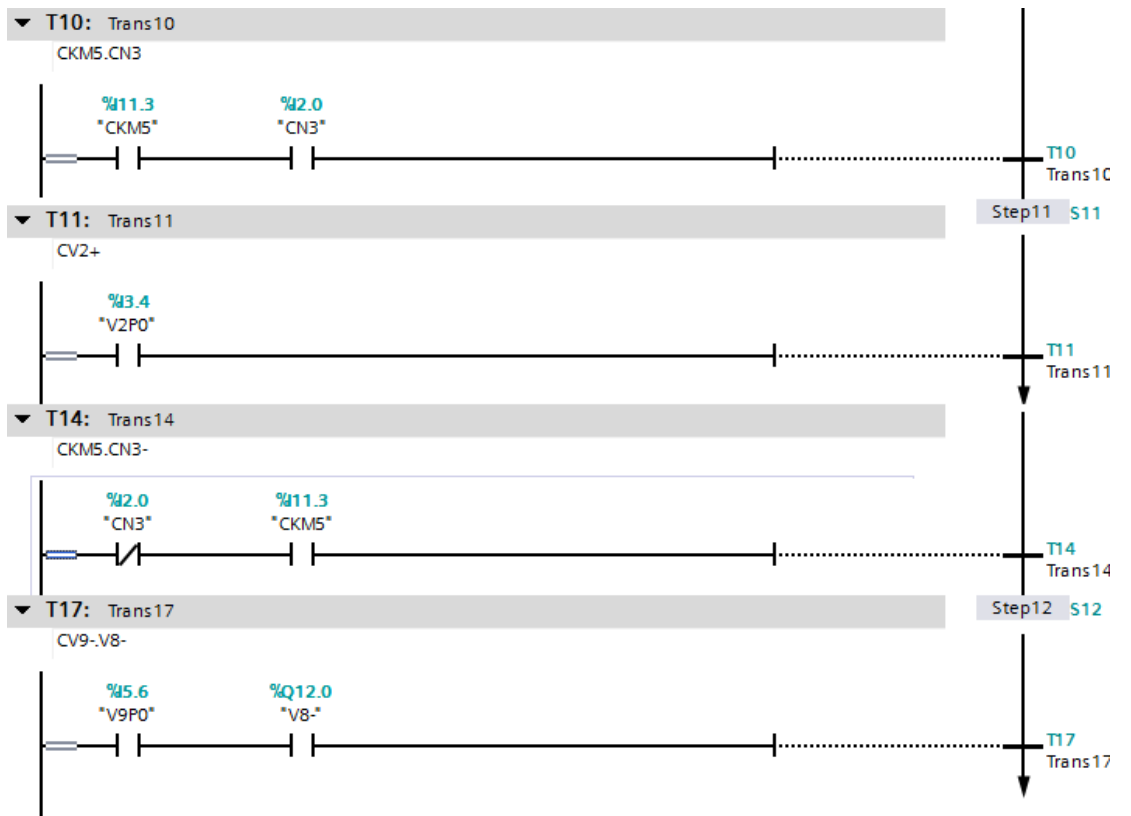 T10: Trans10
CKM5.CN3
%I11.3 %I2.0
"CKM5" "CN3"
T10
Trans10
Step11 S11
T11: Trans11
CV2+
%I3.4
"V2P0"
T11
Trans11
T14: Trans14
CKM5.CN3-
%I2.0 %I11.3
"CN3" "CKM5"
T14
Trans14
Step12 S12
T17: Trans17
CV9-.V8-
%I5.6 %Q12.0
"V9P0" "V8-"
T17
Trans17